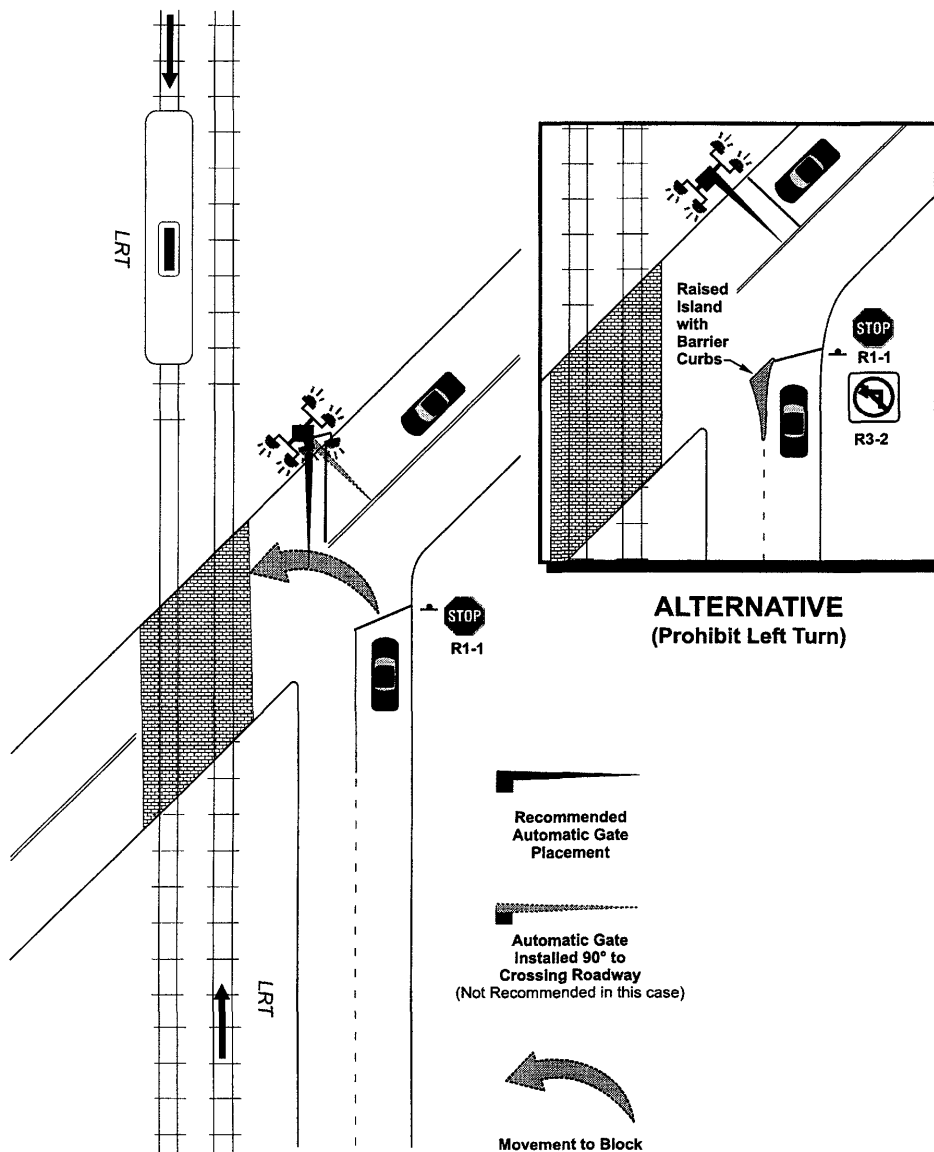 LRT
Raised
Island
with
Barrier
Curbs
STOP
R1-1
R3-2
ALTERNATIVE
(Prohibit Left Turn)
STOP
R1-1
Recommended
Automatic Gate
Placement
Automatic Gate
Installed 90° to
Crossing Roadway
(Not Recommended in this case)
LRT
Movement to Block